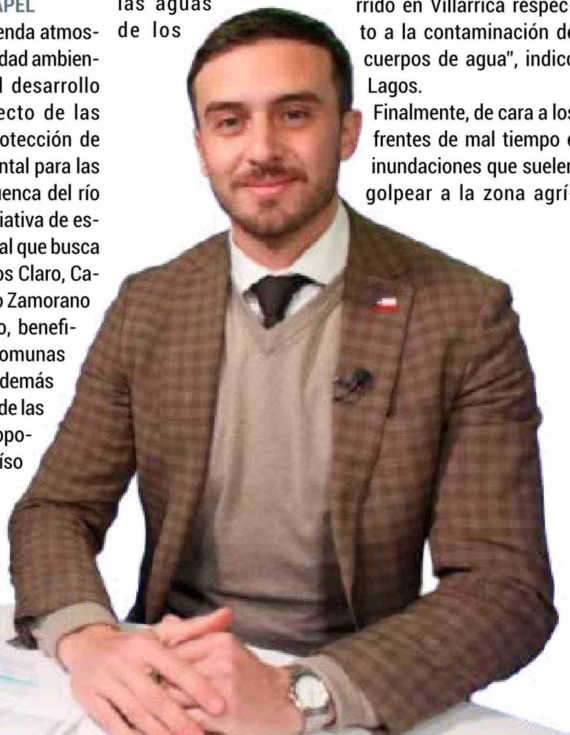 APEL
enda atmos-
dad ambien-
l desarrollo
ecto de las
otección de
ntal para las
uenca del río
iativa de es-
al que busca
os Claro, Ca-
o Zamorano
o, benefi-
omunas
demás
de las
opo-
íso
las aguas
de los
rrido en Villarrica respec-
to a la contaminación de
cuerpos de agua", indicó
Lagos.
Finalmente, de cara a los
frentes de mal tiempo e
inundaciones que suelen
golpear a la zona agrí-